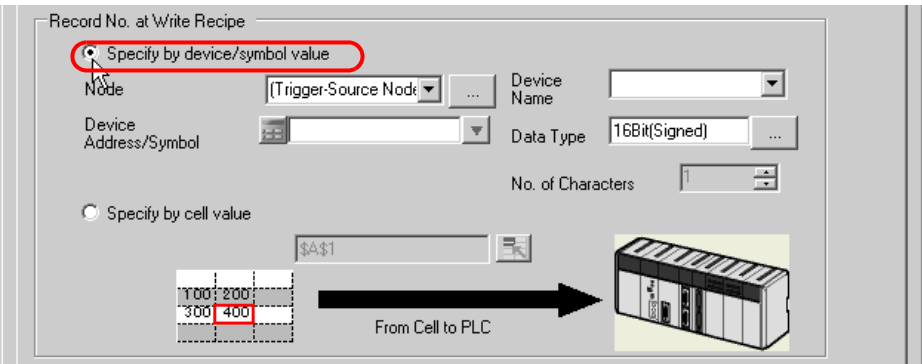 Record No. at Write Recipe
Specify by device/symbol value
Node
(Trigger-Source Node
...
Device
Name
Device
Address/Symbol
Data Type
16Bit(Signed)
...
No. of Characters
1
Specify by cell value
$A$1
100 200
300 400
From Cell to PLC